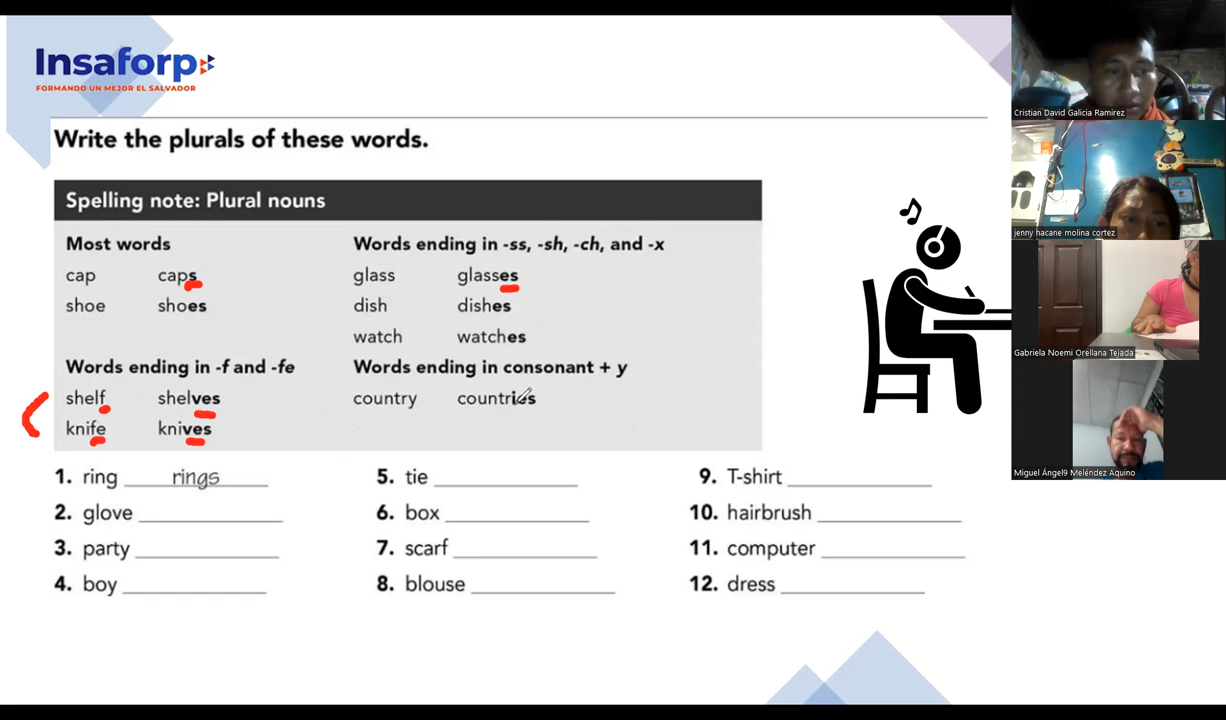 Insaforp
FORMANDO UN MEJOR EL SALVADOR
Write the plurals of these words.
Spelling note: Plural nouns
Most words
cap caps
shoe shoes
Words ending in -f and -fe
shelf shelves
knife knives
Words ending in -ss, -sh, -ch, and -x
glass glasses
dish dishes
watch watches
Words ending in consonant + y
country countries
1. ring rings
2. glove
3. party
4. boy
5. tie
6. box
7. scarf
8. blouse
9. T-shirt
10. hairbrush
11. computer
12. dress
Cristian David Galicia Ramirez
jenny hacane molina cortez
Gabriela Noemi Orellana Tejada
Miguel Ángel9 Meléndez Aquino